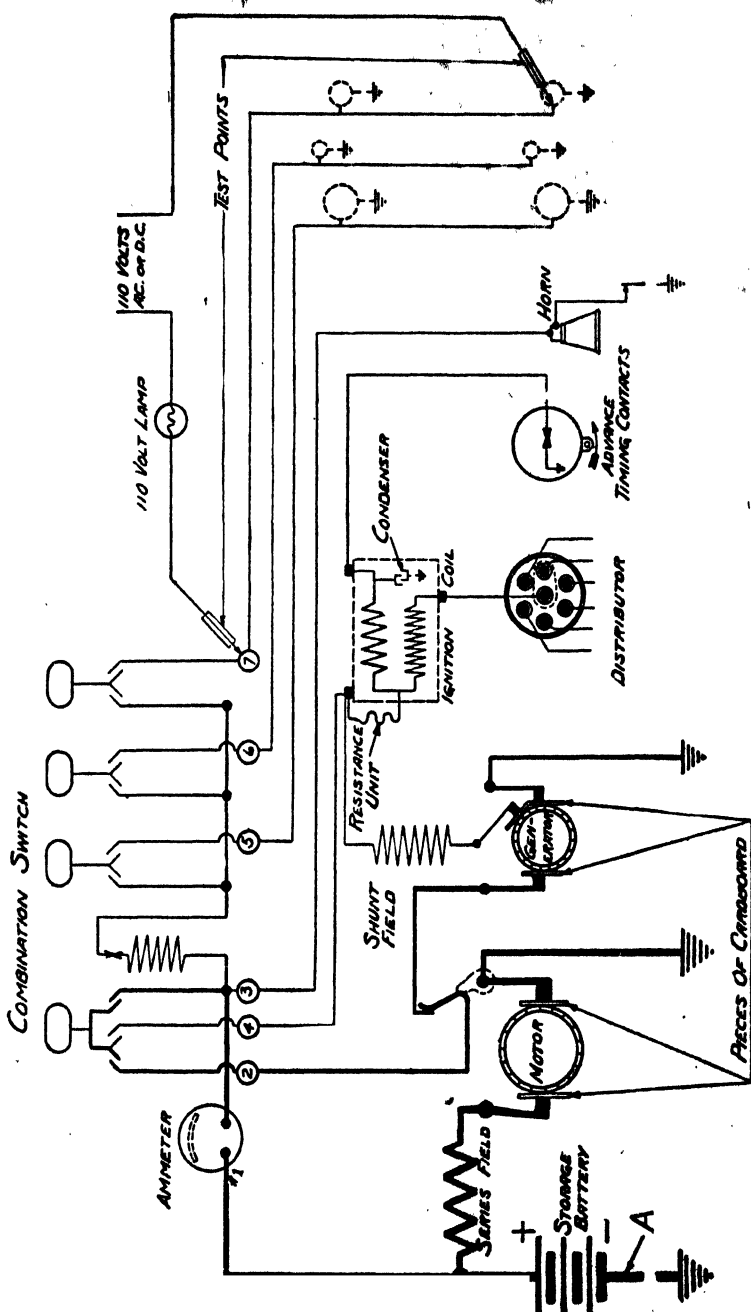 COMBINATION SWITCH
AMMETER
#1
2
4
3
5
6
7
110 VOLT LAMP
110 VOLTS
A.C. OR D.C.
TEST POINTS
RESISTANCE
UNIT
CONDENSER
IGNITION COIL
SHUNT
FIELD
HORN
ADVANCE
TIMING CONTACTS
DISTRIBUTOR
GEN-
ERATOR
MOTOR
SERIES FIELD
+
STORAGE
BATTERY
-
A
PIECES OF CARDBOARD